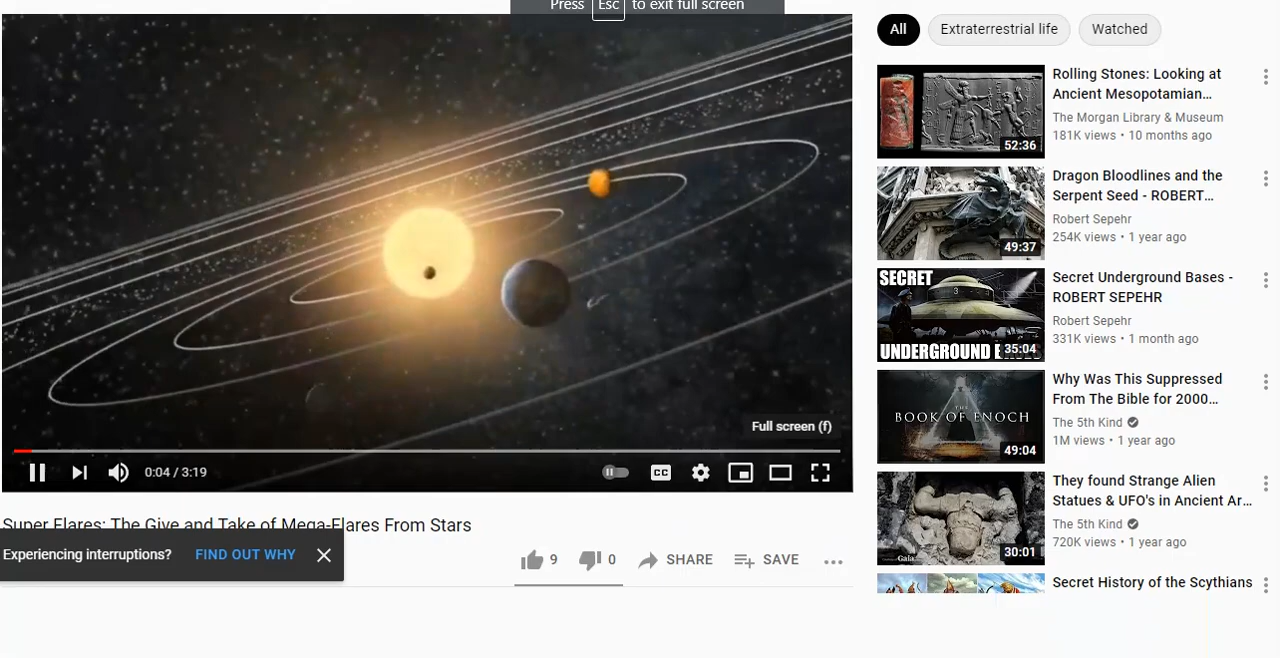 Press Esc to exit full screen
Full screen (f)
0:04 / 3:19
CC
Super Flares: The Give and Take of Mega-Flares From Stars
Experiencing interruptions? FIND OUT WHY
9 0 SHARE SAVE
All Extraterrestrial life Watched
52:36
Rolling Stones: Looking at
Ancient Mesopotamian…
The Morgan Library & Museum
181K views • 10 months ago
49:37
Dragon Bloodlines and the
Serpent Seed - ROBERT…
Robert Sepehr
254K views • 1 year ago
SECRET
3
UNDERGROUND
35:04
Secret Underground Bases -
ROBERT SEPEHR
Robert Sepehr
331K views • 1 month ago
THE
BOOK OF ENOCH
49:04
Why Was This Suppressed
From The Bible for 2000…
The 5th Kind
1M views • 1 year ago
Gaia
30:01
They found Strange Alien
Statues & UFO's in Ancient Ar…
The 5th Kind
720K views • 1 year ago
Secret History of the Scythians